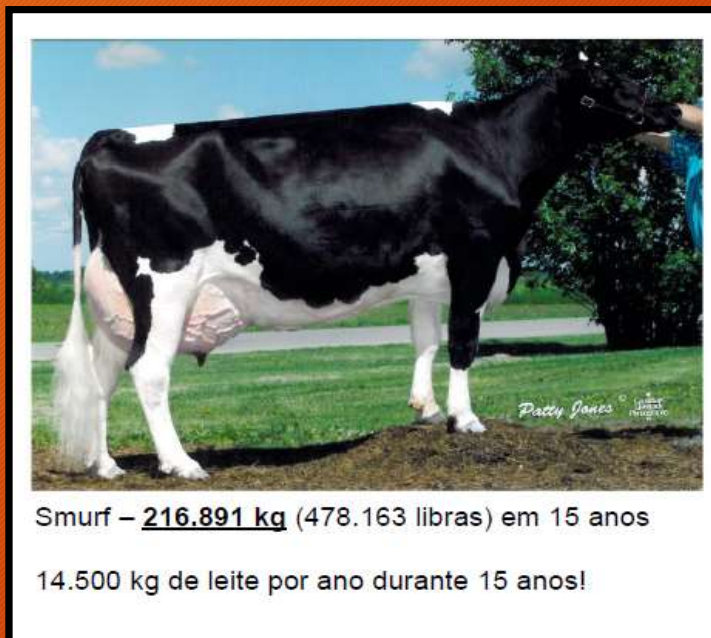 Patty Jones ©
Smurf – 216.891 kg (478.163 libras) em 15 anos
14.500 kg de leite por ano durante 15 anos!